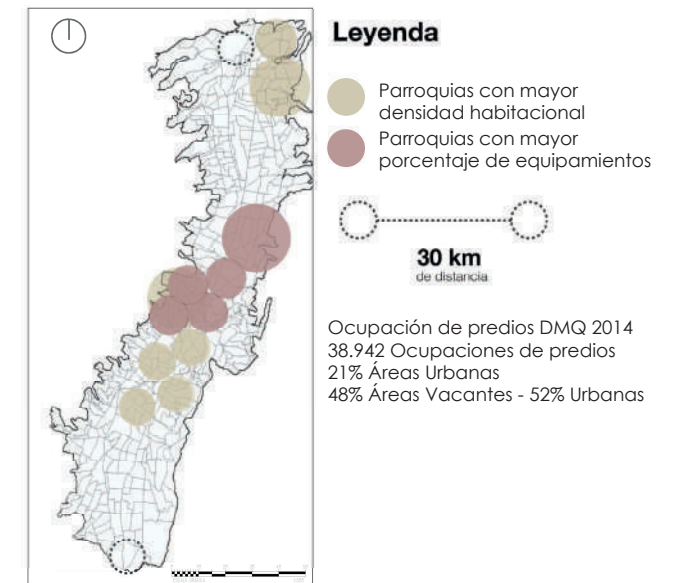 Leyenda
Parroquias con mayor
densidad habitacional
Parroquias con mayor
porcentaje de equipamientos
30 km
de distancia
Ocupación de predios DMQ 2014
38.942 Ocupaciones de predios
21% Áreas Urbanas
48% Áreas Vacantes - 52% Urbanas